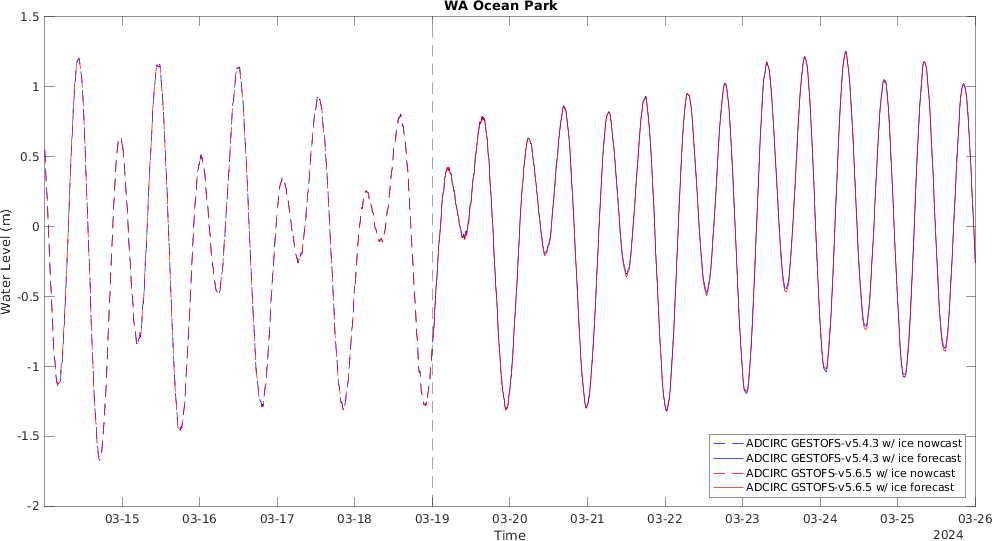 WA Ocean Park
1.5
1
0.5
0
-0.5
-1
-1.5
-2
Water Level (m)
ADCIRC GESTOFS-v5.4.3 w/ ice nowcast
ADCIRC GESTOFS-v5.4.3 w/ ice forecast
ADCIRC GSTOFS-v5.6.5 w/ ice nowcast
ADCIRC GSTOFS-v5.6.5 w/ ice forecast
03-15 03-16 03-17 03-18 03-19 03-20 03-21 03-22 03-23 03-24 03-25 03-26
Time
2024